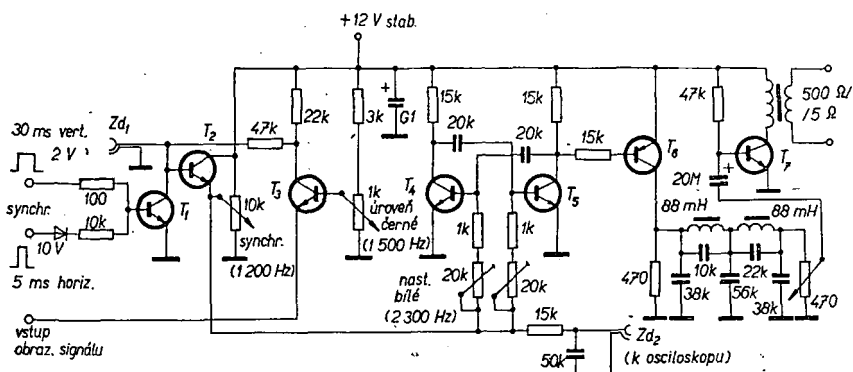 +12 V stab.
30 ms vert.
2 V
Zd1
T2
47k
22k
3k
+
G1
15k
20k
15k
20k
15k
T6
47k
500 Ω/
/5 Ω
T7
100
synchr.
10 V
10k
T1
10k
synchr.
(1 200 Hz)
T3
1k
úroveň
černé
(1 500 Hz)
T4
T5
20M
+
88 mH
88 mH
5 ms horiz.
1k
1k
20k
20k
nast.
bílé
(2 300 Hz)
470
10k
22k
38k
56k
38k
470
vstup
obraz. signálu
15k
50k
Zd2
(k osciloskopu)